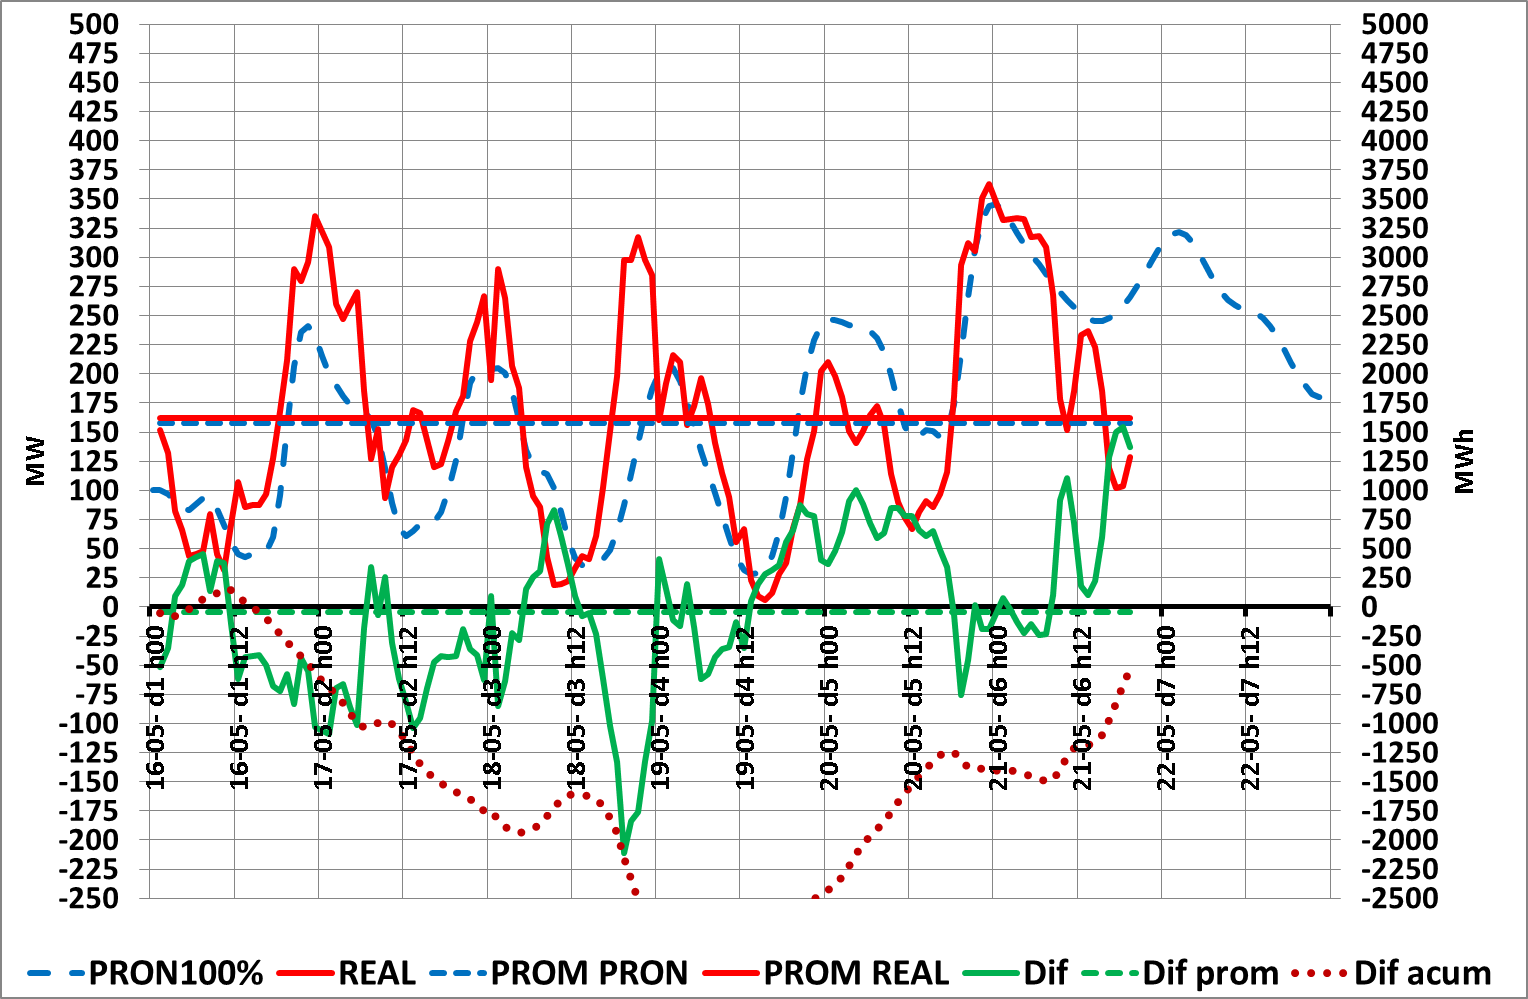 500 5000
475 4750
450 4500
425 4250
400 4000
375 3750
350 3500
325 3250
300 3000
275 2750
250 2500
225 2250
200 2000
175 1750
150 1500
125 1250
100 1000
75 750
50 500
25 250
0 0
-25 -250
-50 -500
-75 -750
-100 -1000
-125 -1250
-150 -1500
-175 -1750
-200 -2000
-225 -2250
-250 -2500
MW
MWh
16-05- d1 h00
16-05- d1 h12
17-05- d2 h00
17-05- d2 h12
18-05- d3 h00
18-05- d3 h12
19-05- d4 h00
19-05- d4 h12
20-05- d5 h00
20-05- d5 h12
21-05- d6 h00
21-05- d6 h12
22-05- d7 h00
22-05- d7 h12
PRON100% REAL PROM PRON PROM REAL Dif Dif prom Dif acum